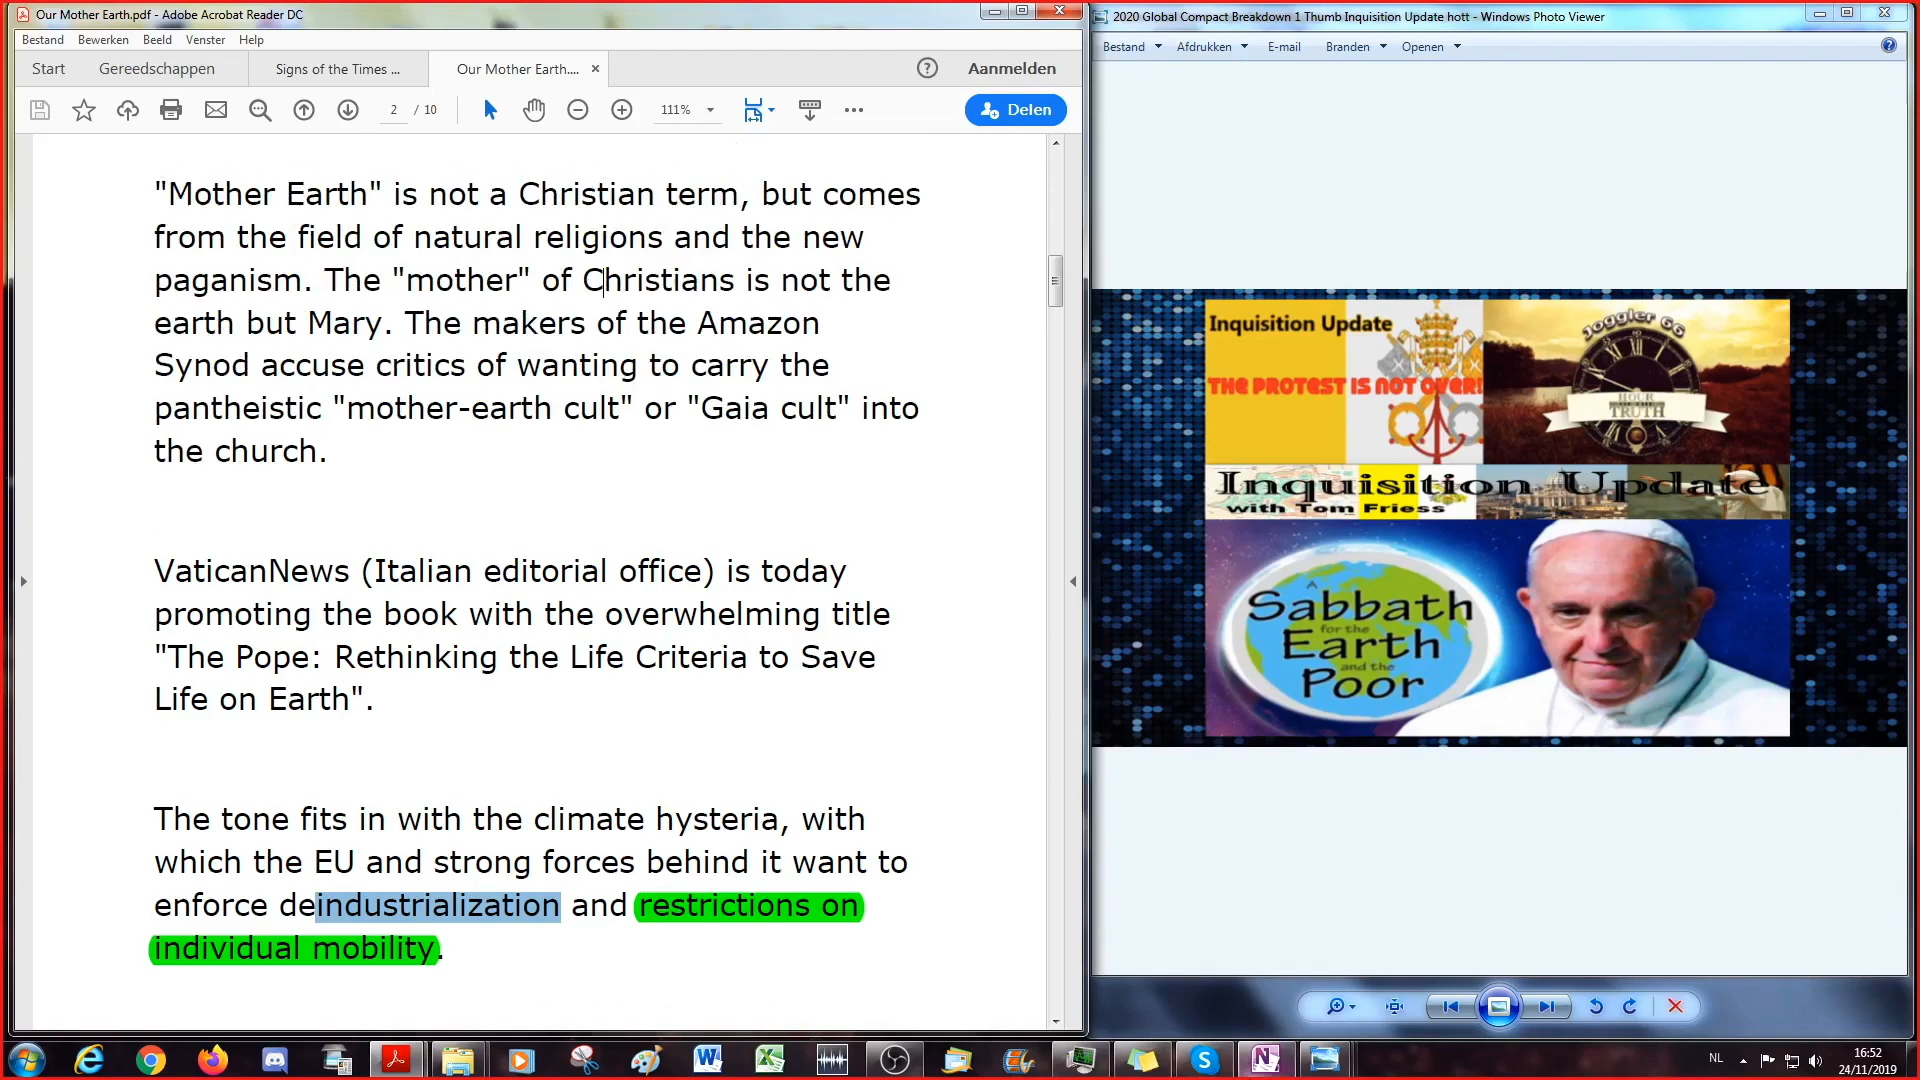 Our Mother Earth.pdf - Adobe Acrobat Reader DC
Bestand Bewerken Beeld Venster Help
Start Gereedschappen Signs of the Times ... Our Mother Earth.... Aanmelden
2 / 10 111% Delen
"Mother Earth" is not a Christian term, but comes
from the field of natural religions and the new
paganism. The "mother" of Christians is not the
earth but Mary. The makers of the Amazon
Synod accuse critics of wanting to carry the
pantheistic "mother-earth cult" or "Gaia cult" into
the church.
VaticanNews (Italian editorial office) is today
promoting the book with the overwhelming title
"The Pope: Rethinking the Life Criteria to Save
Life on Earth".
The tone fits in with the climate hysteria, with
which the EU and strong forces behind it want to
enforce deindustrialization and restrictions on
individual mobility.
2020 Global Compact Breakdown 1 Thumb Inquisition Update hott - Windows Photo Viewer
Bestand Afdrukken E-mail Branden Openen
Inquisition Update
THE PROTEST IS NOT OVER!
Joggler 66
HOUR
OF THE
TRUTH
Inquisition Update
with Tom Friess
A
Sabbath
for the
Earth
and the
Poor
NL
16:52
24/11/2019